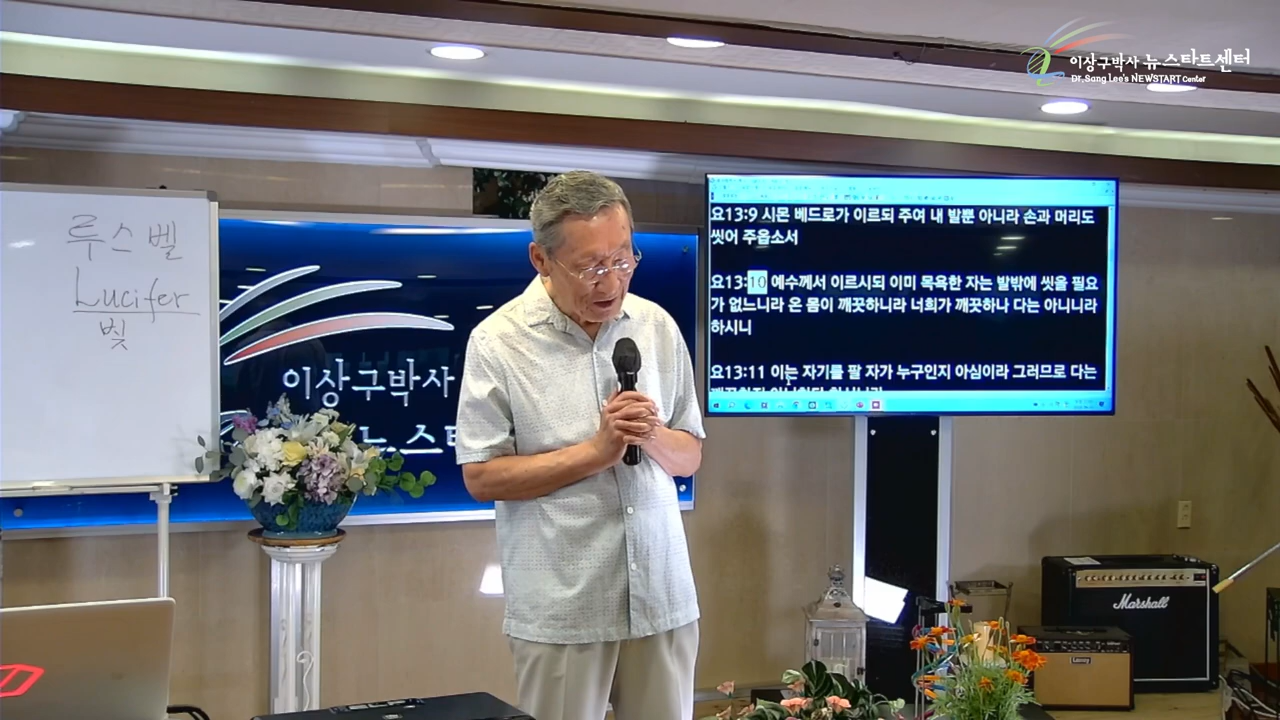 이상구박사 뉴스타트센터
Dr. Sang Lee's NEWSTART Center
루스벨
Lucifer
빛
이상구박사
뉴스타
요13:9 시몬 베드로가 이르되 주여 내 발뿐 아니라 손과 머리도
씻어 주옵소서
요13:10 예수께서 이르시되 이미 목욕한 자는 발밖에 씻을 필요
가 없느니라 온 몸이 깨끗하니라 너희가 깨끗하나 다는 아니니라
하시니
요13:11 이는 자기를 팔 자가 누구인지 아심이라 그러므로 다는
Marshall
Laney